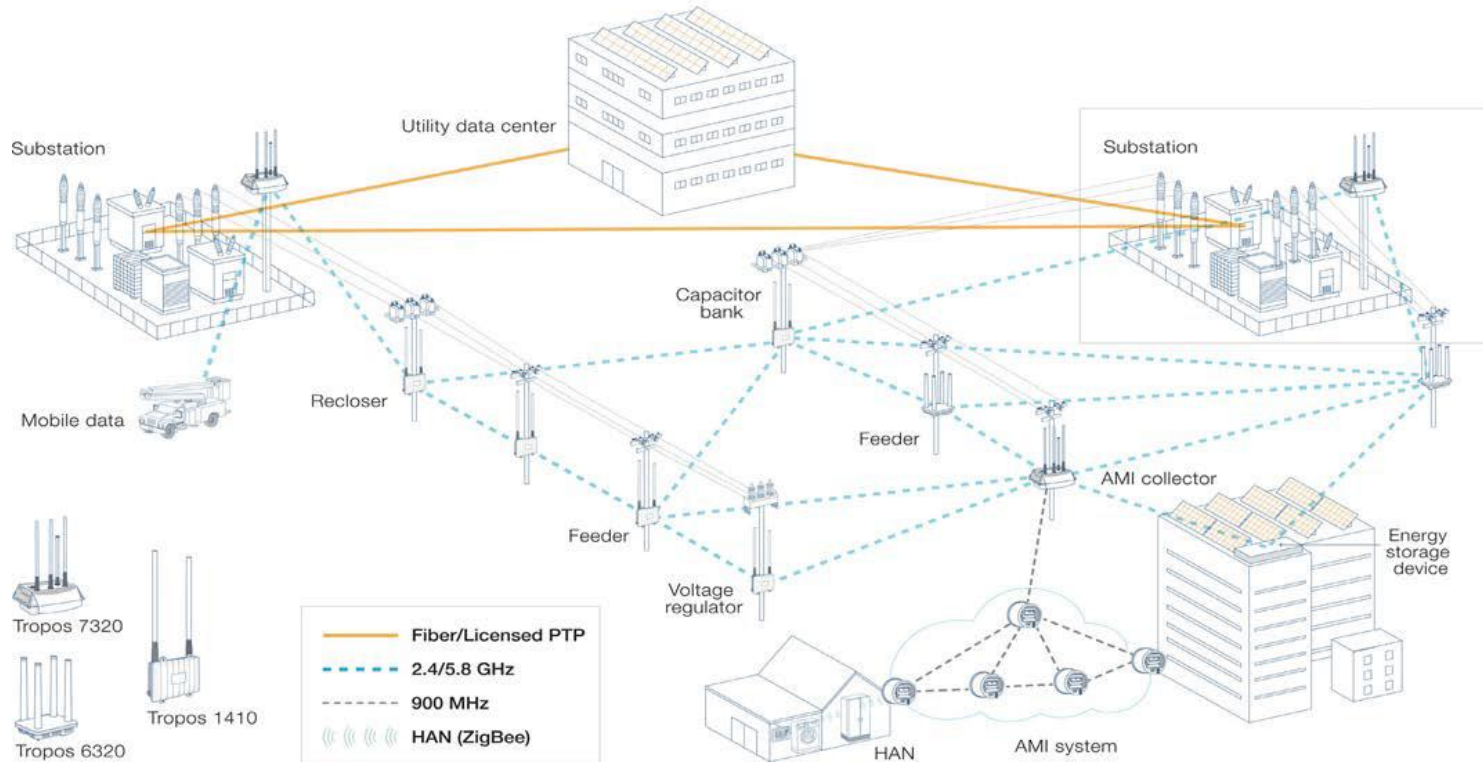 Utility data center
Substation
Substation
Capacitor
bank
Mobile data
Recloser
Feeder
AMI collector
Feeder
Energy
storage
device
Voltage
regulator
Tropos 7320
Tropos 1410
Tropos 6320
Fiber/Licensed PTP
2.4/5.8 GHz
900 MHz
HAN (ZigBee)
HAN
AMI system